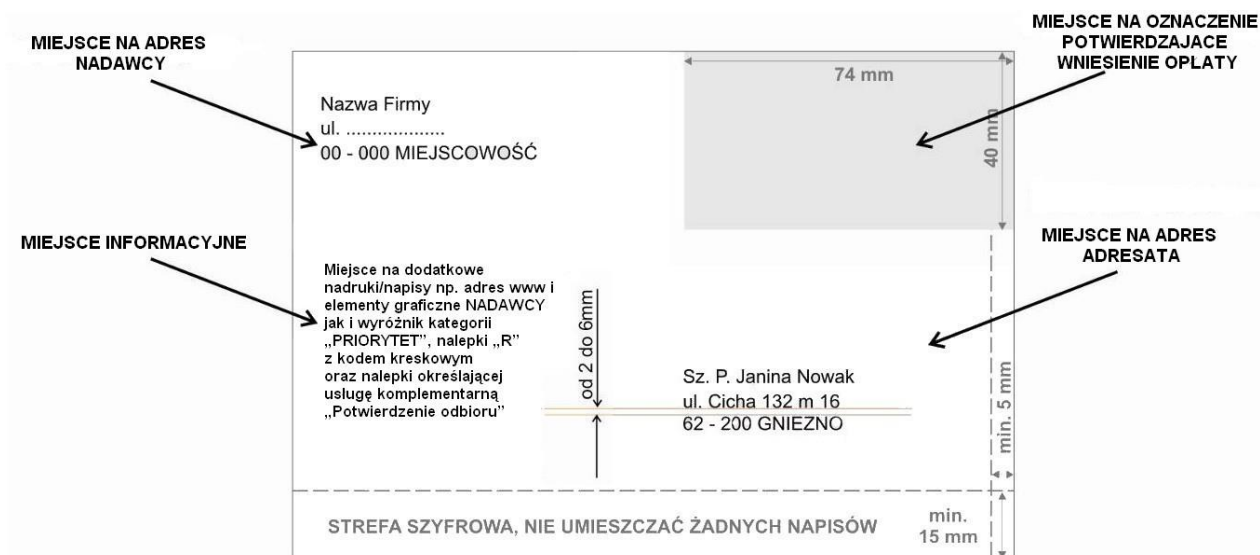 MIEJSCE NA ADRES
NADAWCY
MIEJSCE NA OZNACZENIE
POTWIERDZAJACE
WNIESIENIE OPŁATY
74 mm
40 mm
Nazwa Firmy
ul. ...................
00 - 000 MIEJSCOWOŚĆ
MIEJSCE INFORMACYJNE
MIEJSCE NA ADRES
ADRESATA
Miejsce na dodatkowe
nadruki/napisy np. adres www i
elementy graficzne NADAWCY
jak i wyróżnik kategorii
„PRIORYTET”, nalepki „R”
z kodem kreskowym
oraz nalepki określającej
usługę komplementarną
„Potwierdzenie odbioru”
od 2 do 6mm
Sz. P. Janina Nowak
ul. Cicha 132 m 16
62 - 200 GNIEZNO
min. 5 mm
STREFA SZYFROWA, NIE UMIESZCZAĆ ŻADNYCH NAPISÓW
min.
15 mm